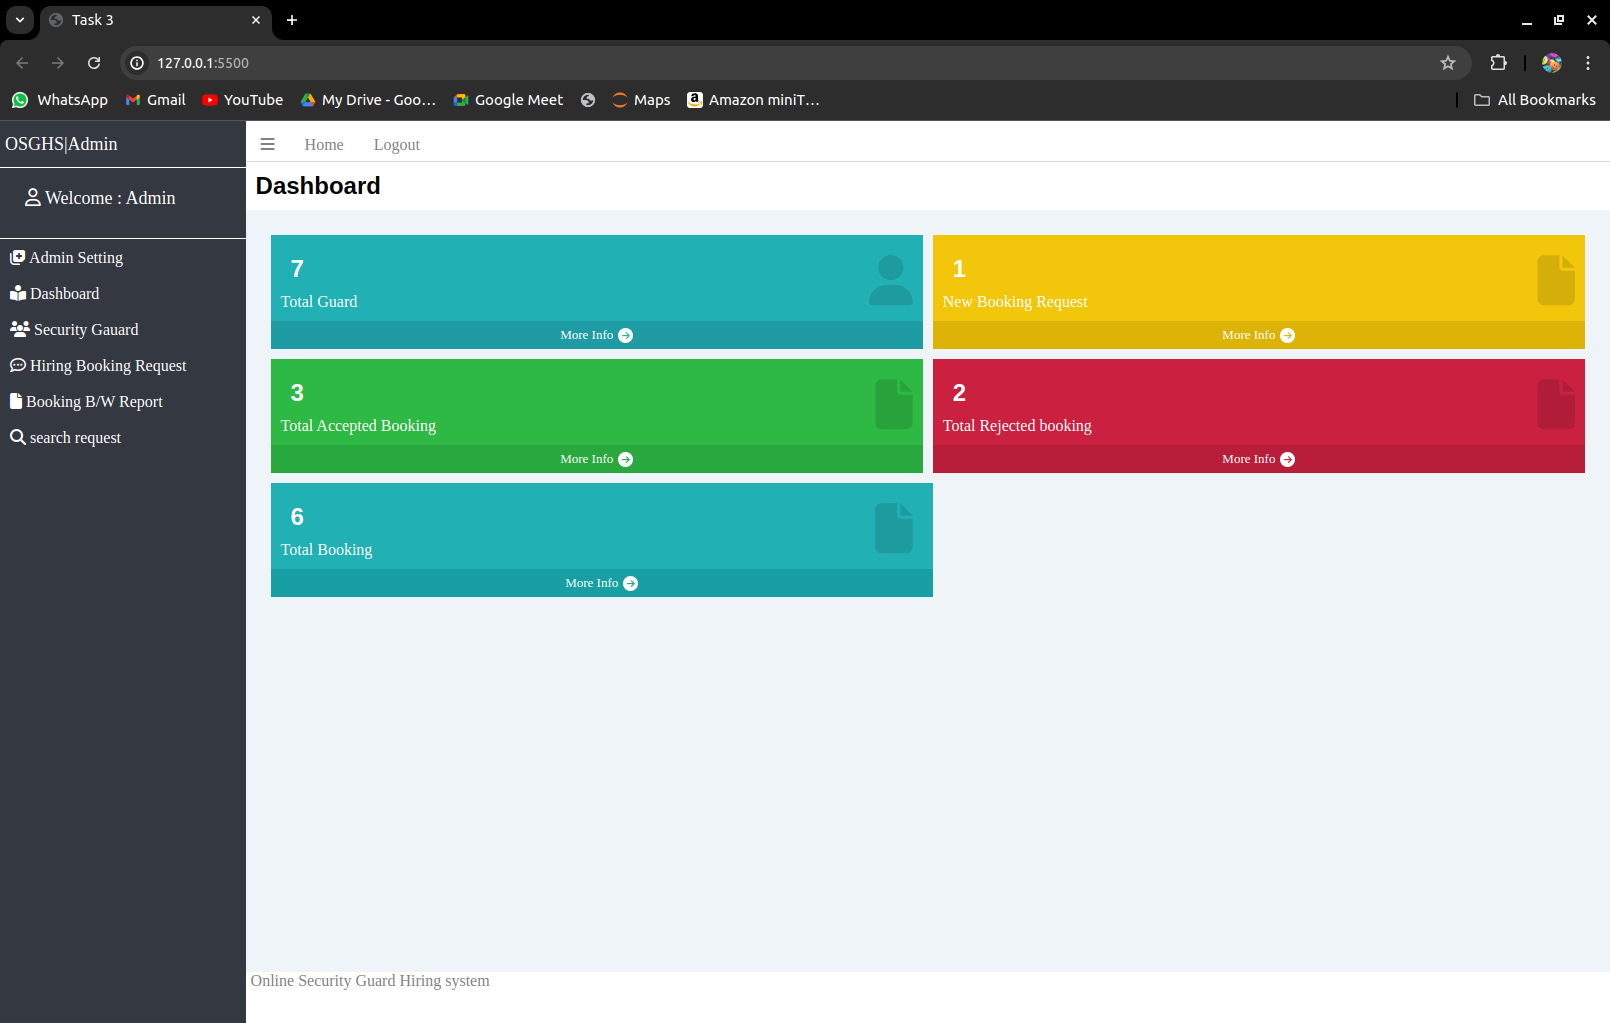 Task 3
127.0.0.1:5500
WhatsApp Gmail YouTube My Drive - Goo... Google Meet Maps Amazon miniT... All Bookmarks
OSGHS|Admin
Home Logout
Welcome : Admin
Dashboard
Admin Setting
Dashboard
Security Gauard
Hiring Booking Request
Booking B/W Report
search request
7
Total Guard
More Info
1
New Booking Request
More Info
3
Total Accepted Booking
More Info
2
Total Rejected booking
More Info
6
Total Booking
More Info
Online Security Guard Hiring system